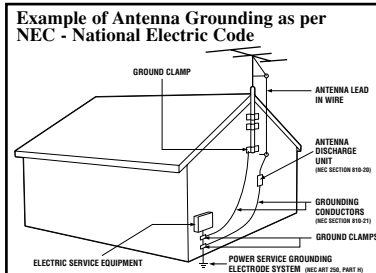 Example of Antenna Grounding as per
NEC - National Electric Code
GROUND CLAMP
ANTENNA LEAD
IN WIRE
ANTENNA
DISCHARGE
UNIT
(NEC SECTION 810-20)
GROUNDING
CONDUCTORS
(NEC SECTION 810-21)
GROUND CLAMPS
ELECTRIC SERVICE EQUIPMENT
POWER SERVICE GROUNDING
ELECTRODE SYSTEM (NEC ART 250, PART H)